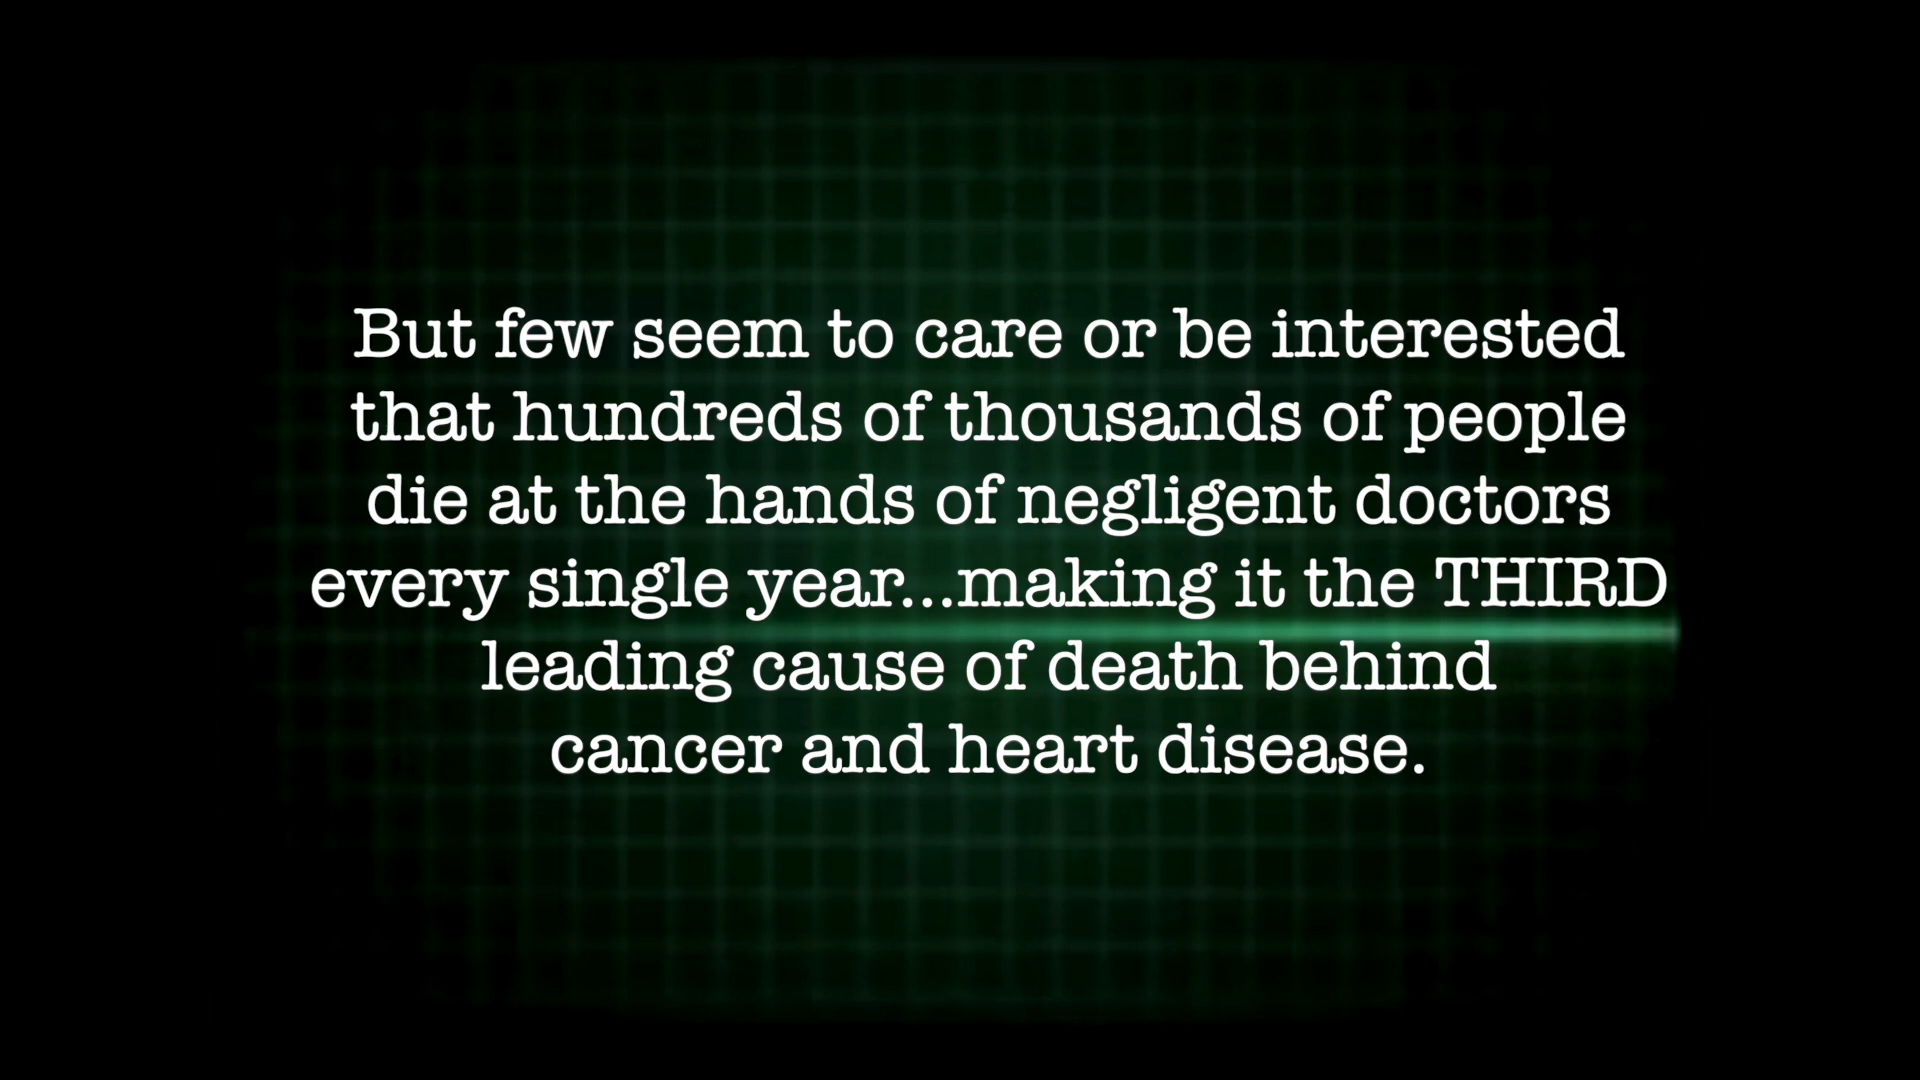 But few seem to care or be interested
that hundreds of thousands of people
die at the hands of negligent doctors
every single year...making it the THIRD
leading cause of death behind
cancer and heart disease.